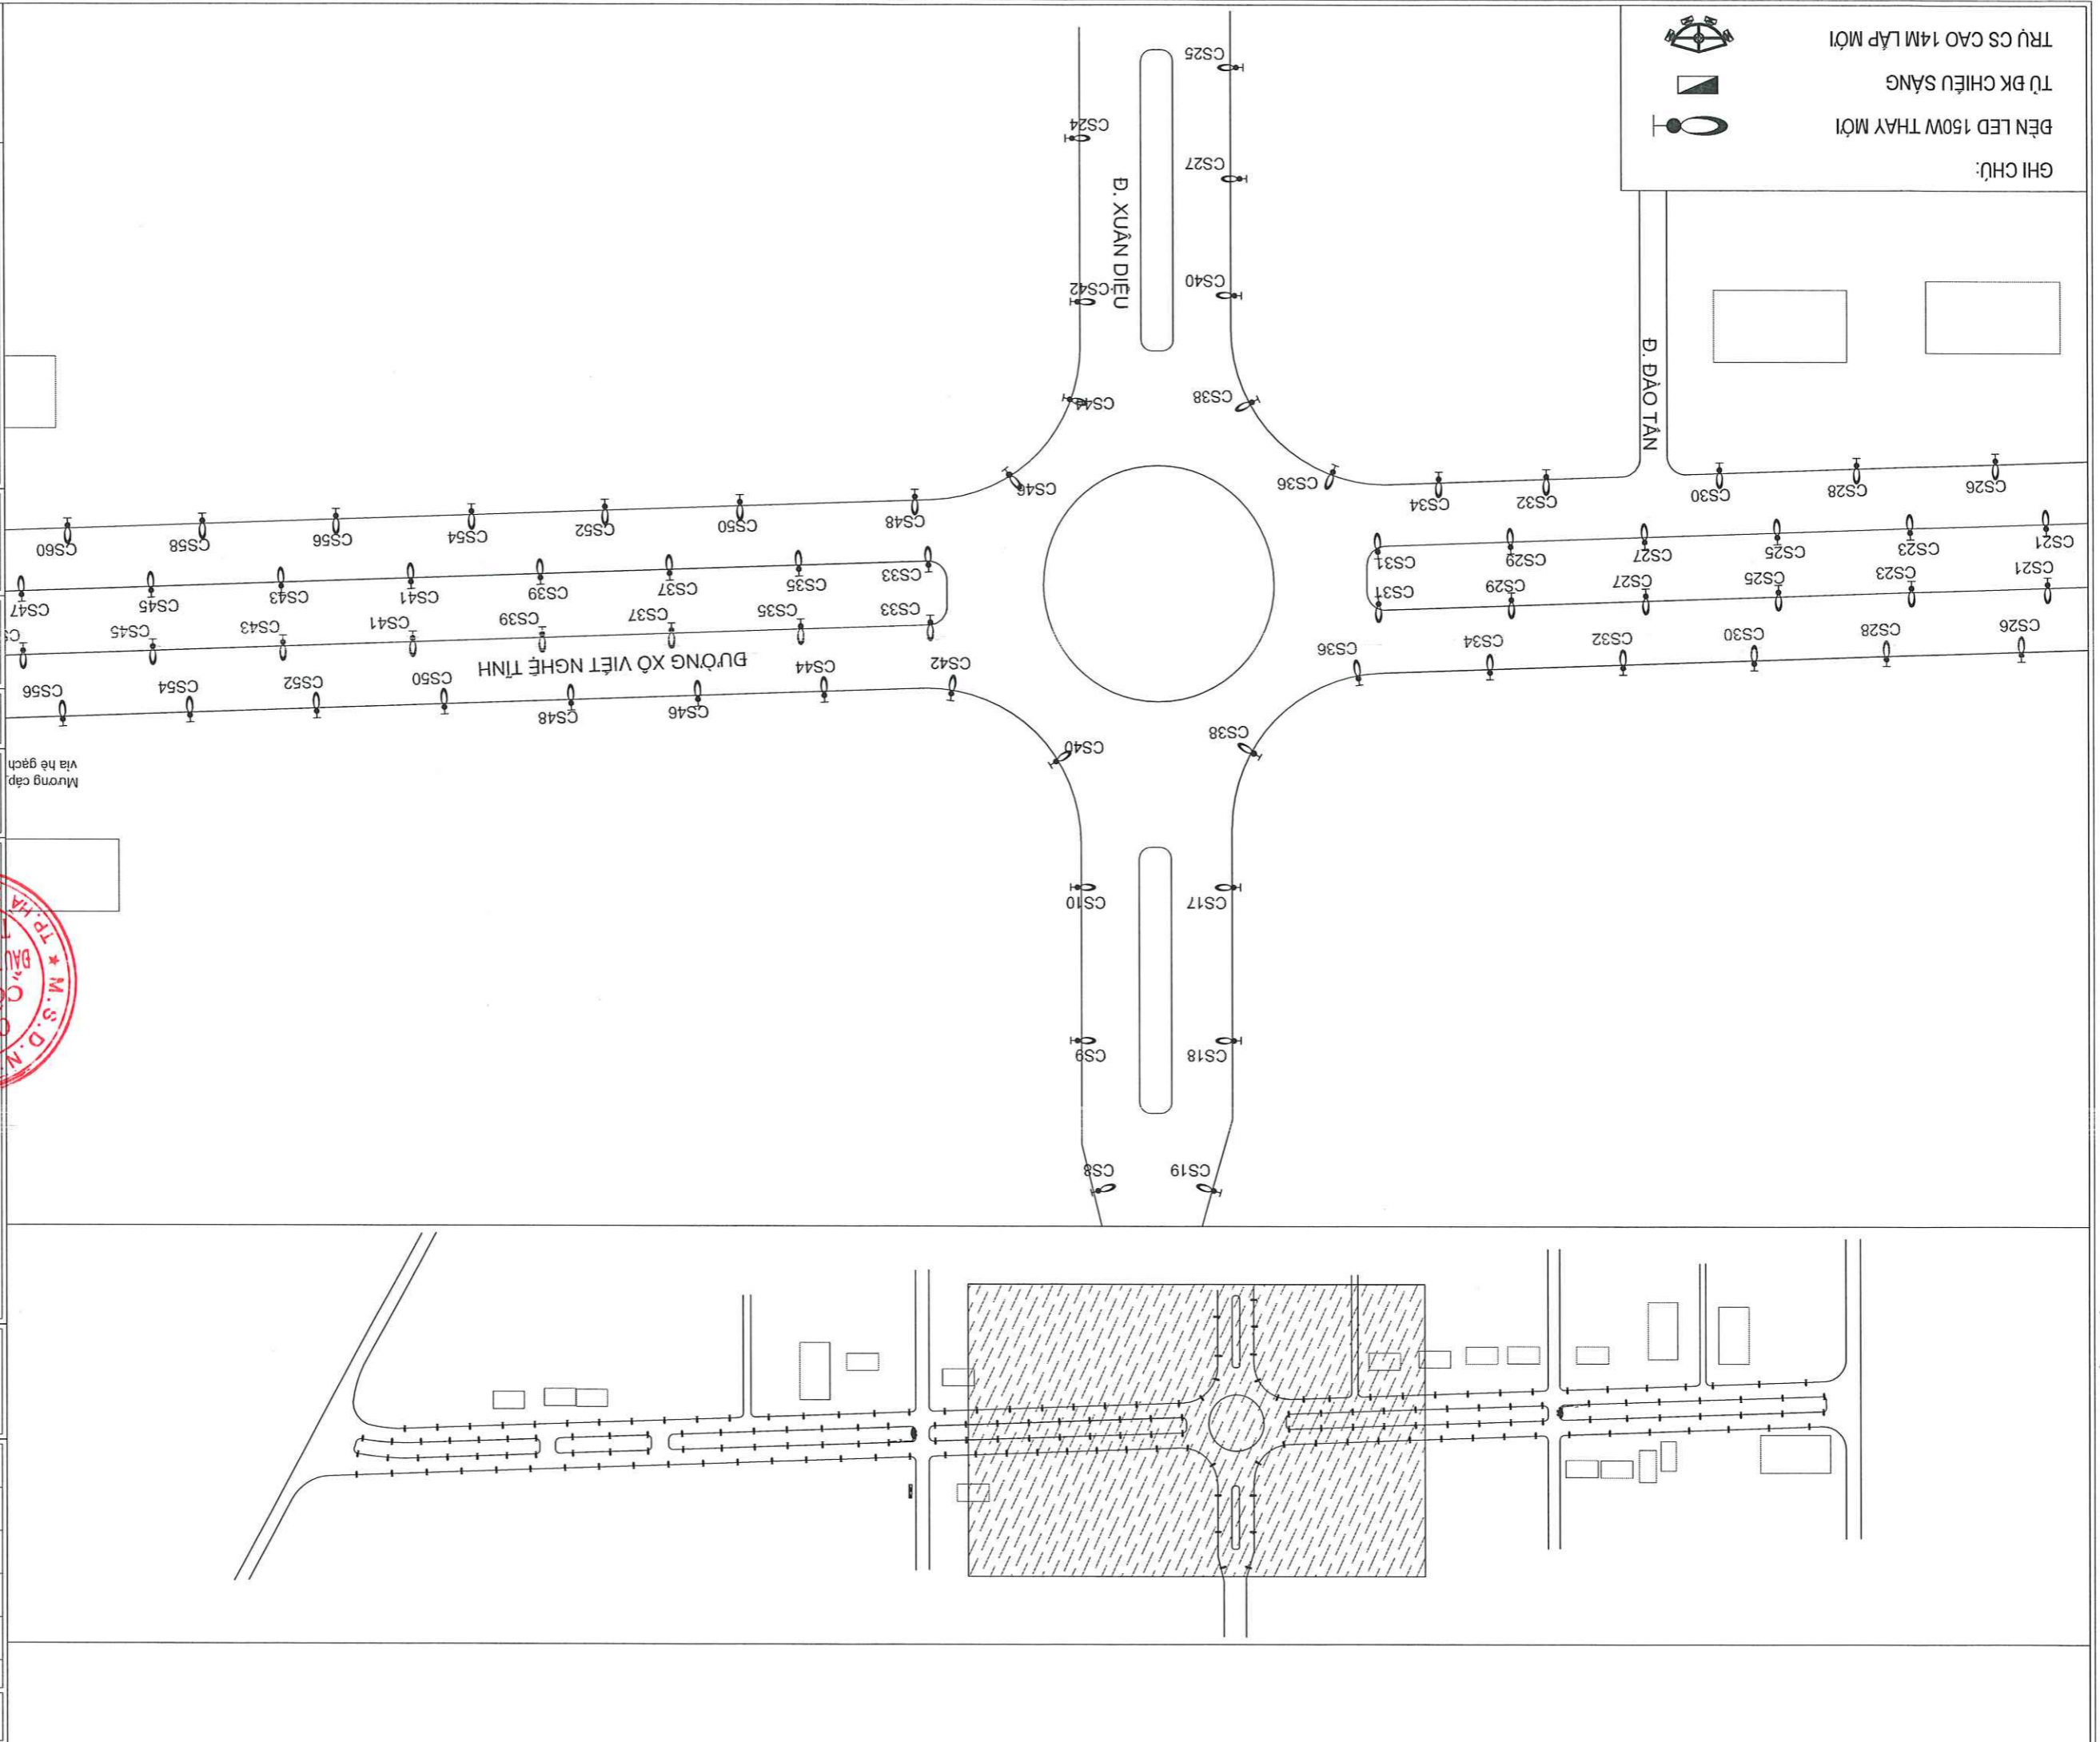 CS19
CS8
CS18
CS9
CS17
CS10
M.S.D.N
★ TP.HÀ
Mương cáp,
vỉa hè gạch
CS38
CS40
CS26
CS28
CS30
CS32
CS34
CS36
CS42
CS44
CS46
CS48
CS50
CS52
CS54
CS56
ĐƯỜNG XÔ VIẾT NGHỆ TĨNH
CS21
CS23
CS25
CS27
CS29
CS31
CS33
CS35
CS37
CS39
CS41
CS43
CS45
CS21
CS23
CS25
CS27
CS29
CS31
CS33
CS35
CS37
CS39
CS41
CS43
CS45
CS47
CS26
CS28
CS30
CS32
CS34
CS36
CS46
CS48
CS50
CS52
CS54
CS56
CS58
CS60
Đ. ĐÀO TẤN
CS38
CS44
CS40
CS42
Đ. XUÂN DIỆU
CS27
CS24
CS25
GHI CHÚ:
ĐÈN LED 150W THAY MỚI
TỦ ĐK CHIẾU SÁNG
TRỤ CS CAO 14M LẮP MỚI